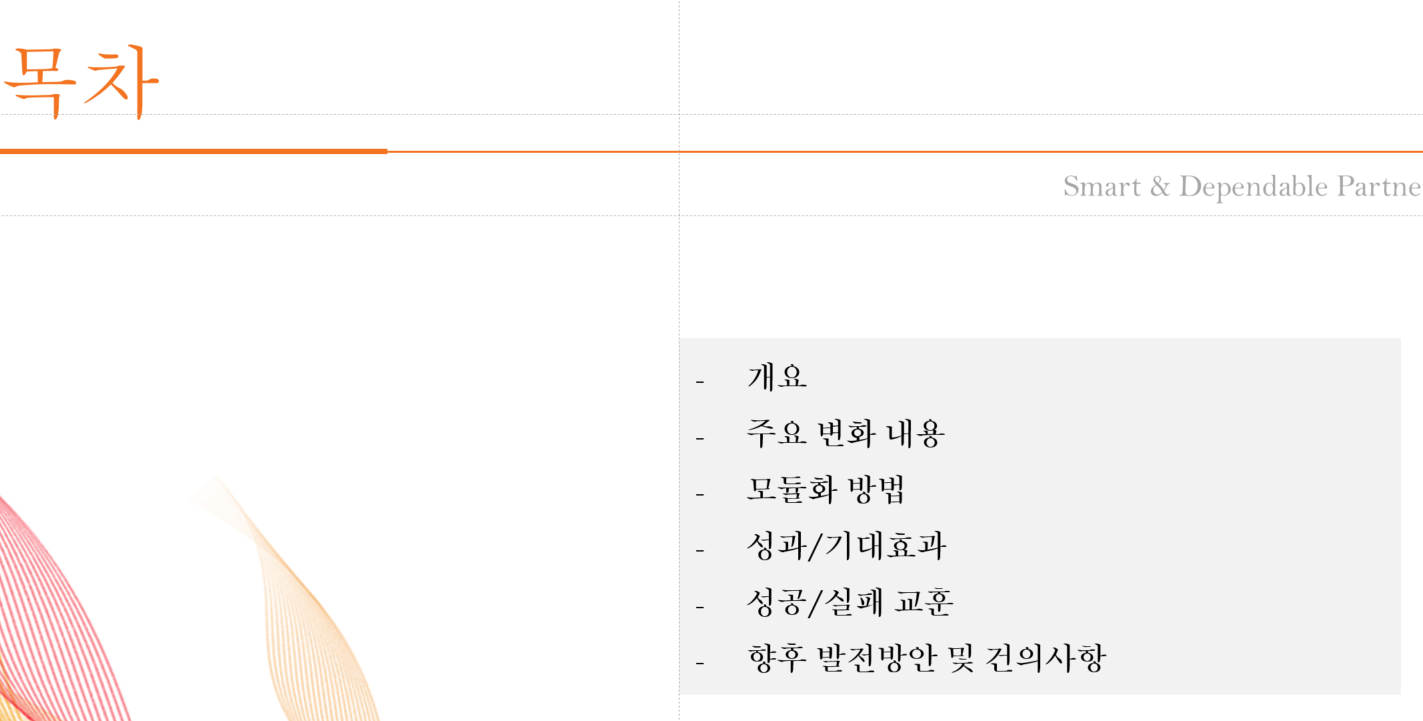 목차
Smart & Dependable Partne
- 개요
- 주요 변화 내용
- 모듈화 방법
- 성과/기대효과
- 성공/실패 교훈
- 향후 발전방안 및 건의사항